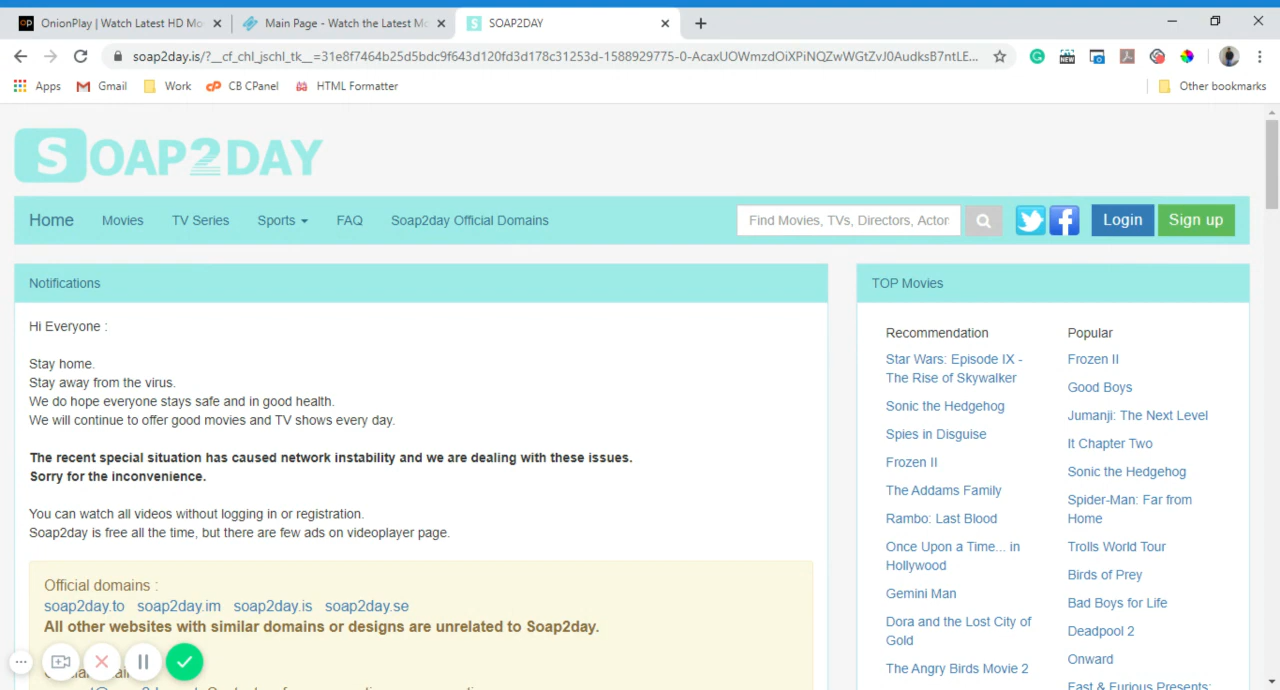 OnionPlay | Watch Latest HD Mo
Main Page - Watch the Latest Mo
SOAP2DAY
soap2day.is/?__cf_chl_jschl_tk__=31e8f7464b25d5bdc9f643d120fd3d178c31253d-1588929775-0-AcaxUOWmzdOiXPiNQZwWGtZvJ0AudksB7ntLE...
Apps
Gmail
Work
CB CPanel
HTML Formatter
Other bookmarks
SOAP2DAY
Home
Movies
TV Series
Sports
FAQ
Soap2day Official Domains
Find Movies, TVs, Directors, Actor
Login
Sign up
Notifications
Hi Everyone :
Stay home.
Stay away from the virus.
We do hope everyone stays safe and in good health.
We will continue to offer good movies and TV shows every day.
The recent special situation has caused network instability and we are dealing with these issues.
Sorry for the inconvenience.
You can watch all videos without logging in or registration.
Soap2day is free all the time, but there are few ads on videoplayer page.
Official domains :
soap2day.to soap2day.im soap2day.is soap2day.se
All other websites with similar domains or designs are unrelated to Soap2day.
TOP Movies
Recommendation
Star Wars: Episode IX -
The Rise of Skywalker
Sonic the Hedgehog
Spies in Disguise
Frozen II
The Addams Family
Rambo: Last Blood
Once Upon a Time... in
Hollywood
Gemini Man
Dora and the Lost City of
Gold
The Angry Birds Movie 2
Popular
Frozen II
Good Boys
Jumanji: The Next Level
It Chapter Two
Sonic the Hedgehog
Spider-Man: Far from
Home
Trolls World Tour
Birds of Prey
Bad Boys for Life
Deadpool 2
Onward
Fast & Furious Presents: